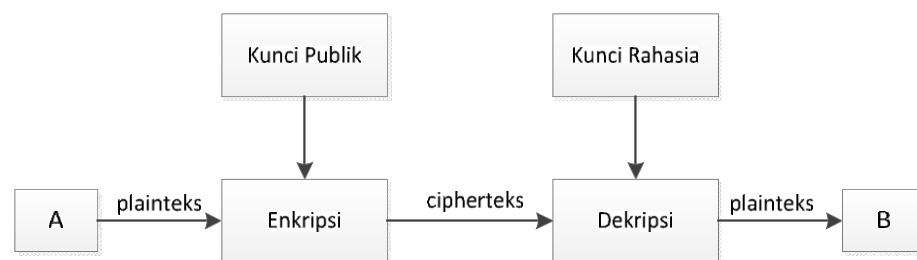 Kunci Publik
Kunci Rahasia
A
plainteks
Enkripsi
cipherteks
Dekripsi
plainteks
B